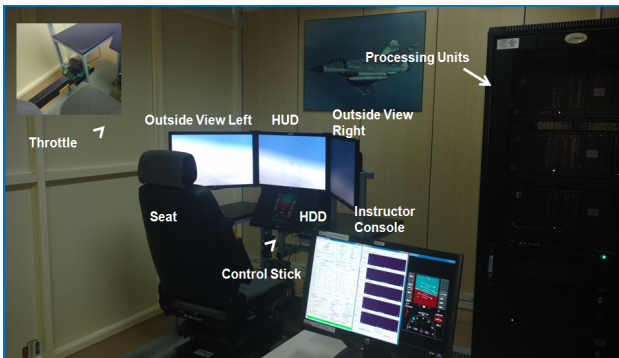 Processing Units
Outside View Left
HUD
Outside View
Right
Throttle
Seat
HDD
Instructor
Console
Control Stick